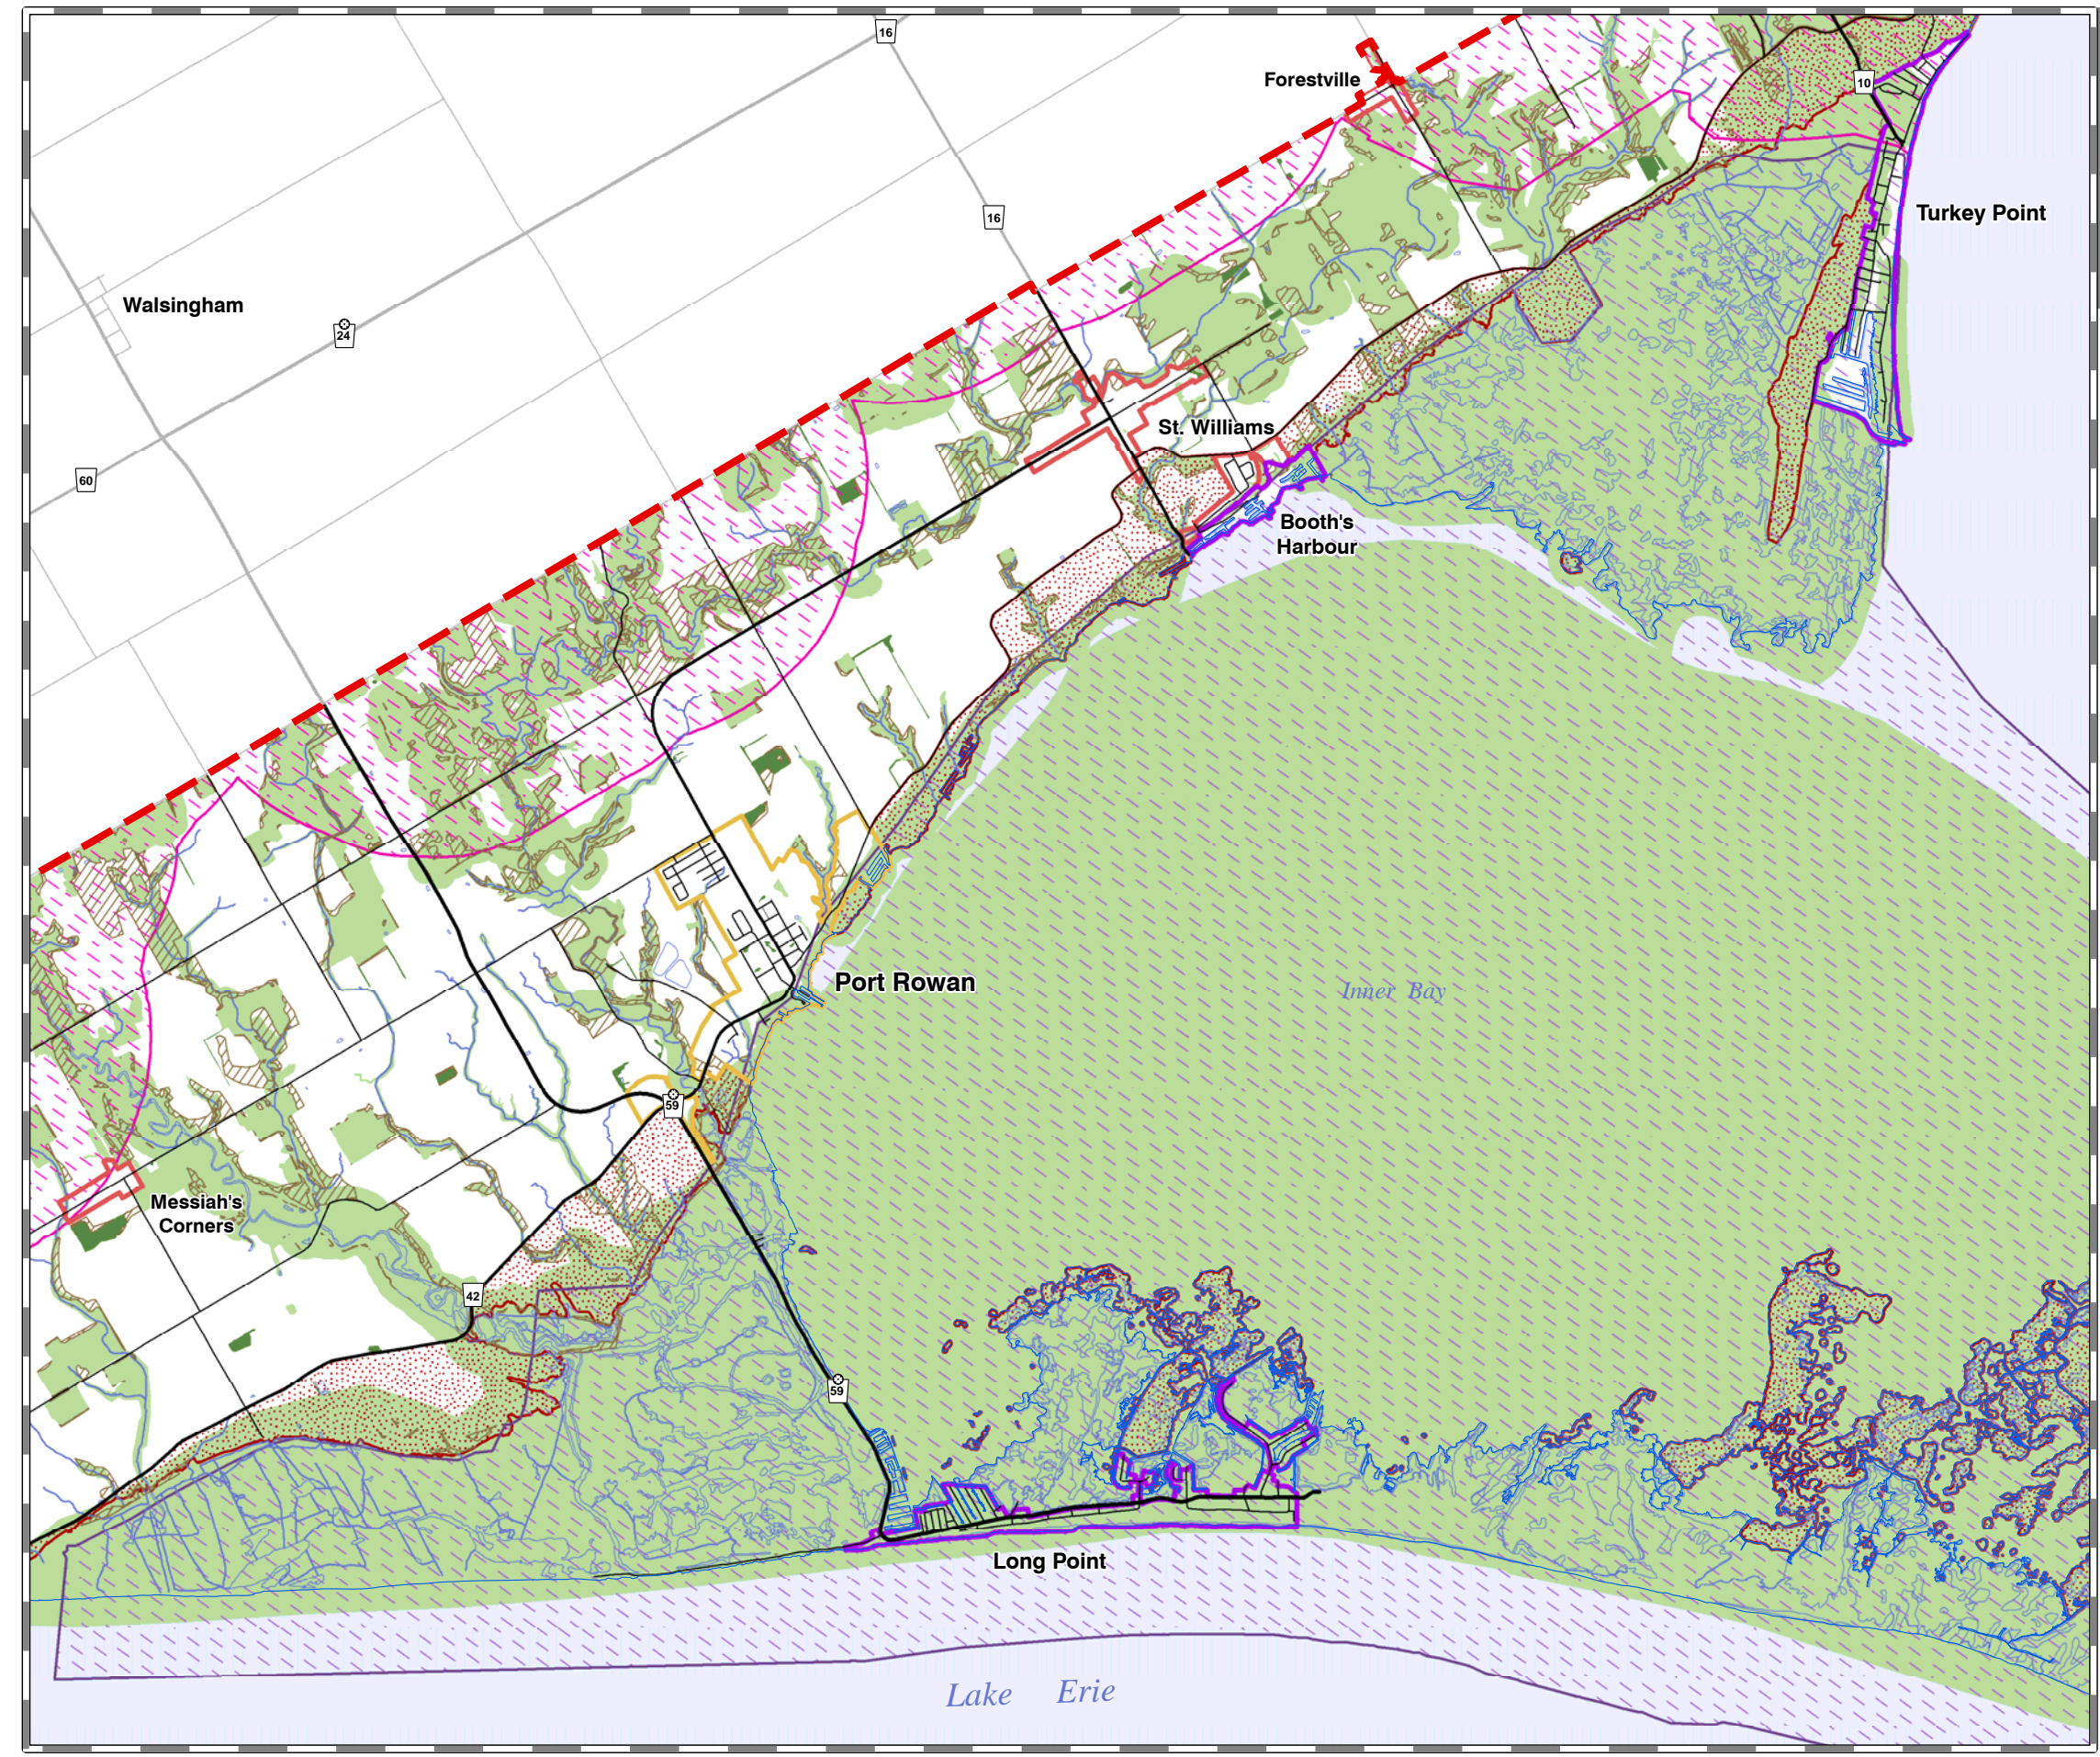 16
Forestville
10
16
Turkey Point
Walsingham
24
St. Williams
60
Booth's
Harbour
Port Rowan
Inner Bay
59
Messiah's
Corners
42
59
Long Point
Lake Erie